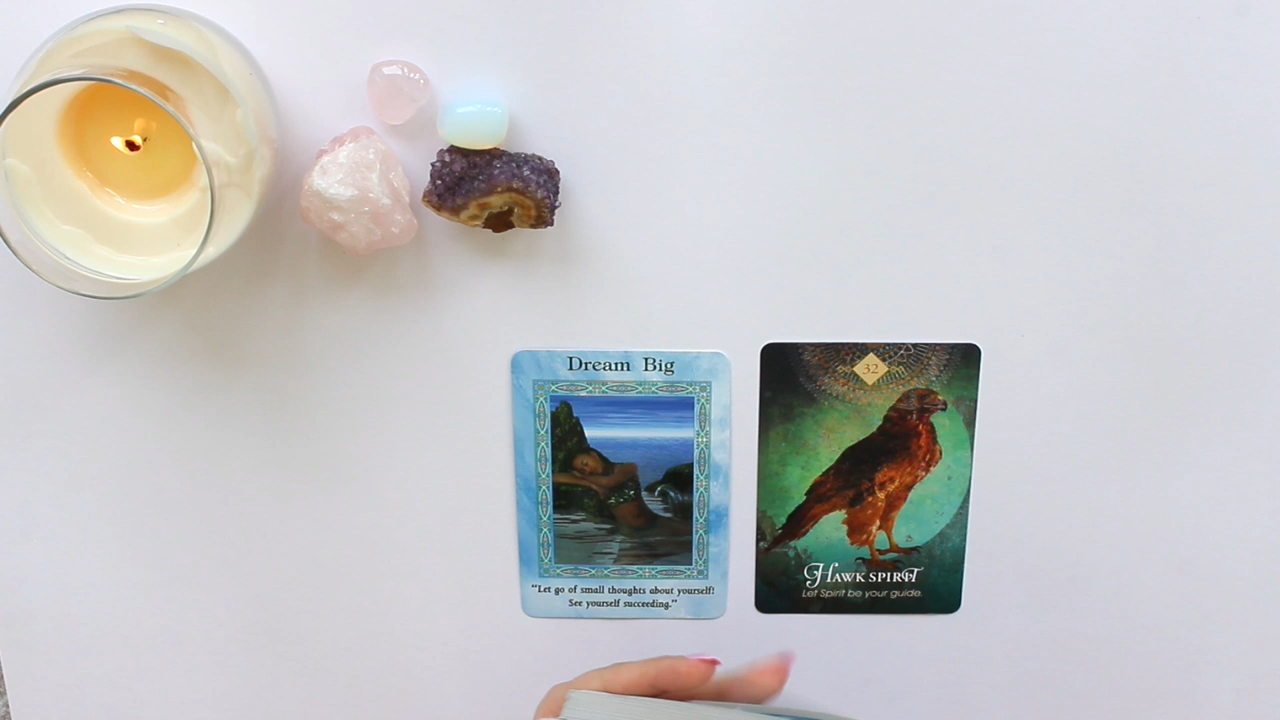 Dream Big
"Let go of small thoughts about yourself!
See yourself succeeding."
32
HAWK SPIRIT
Let Spirit be your guide.